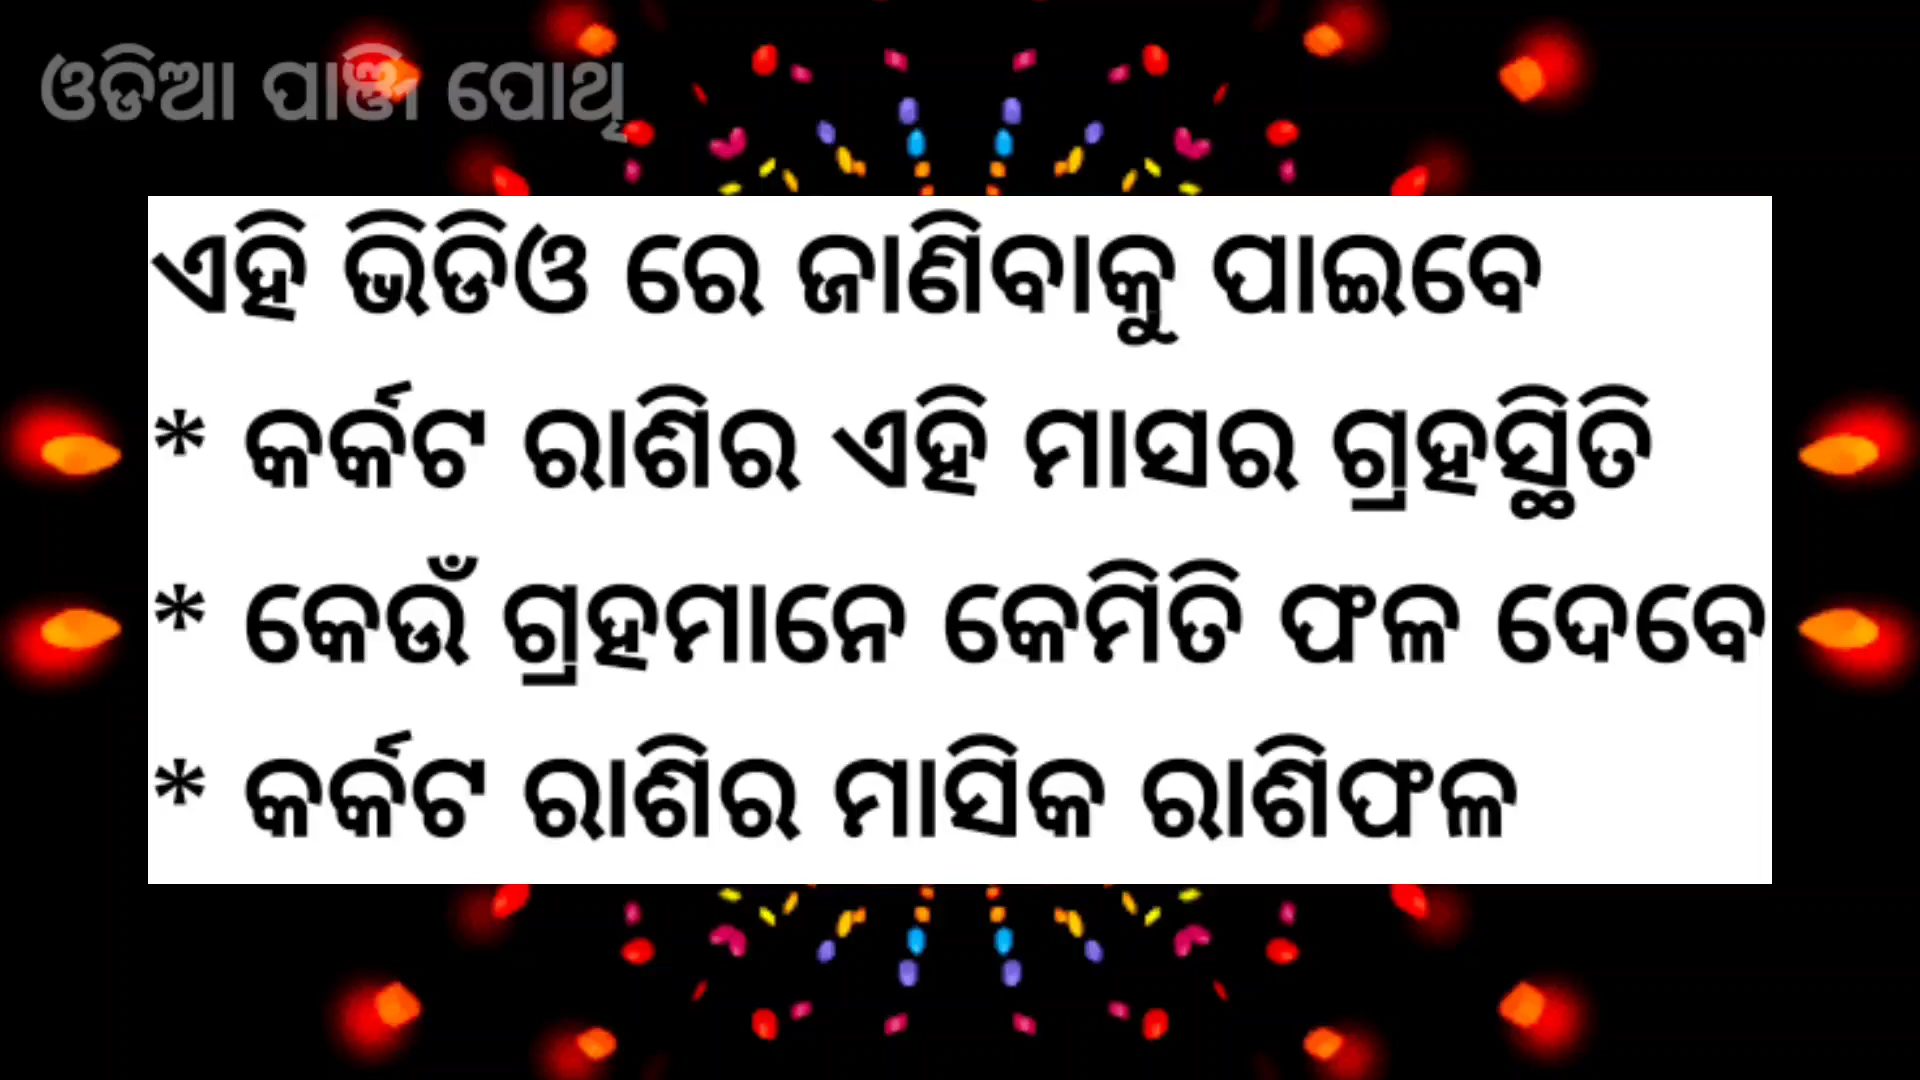 ଓଡିଆ ପାଞ୍ଜି ପୋଥି
ଏହି ଭିଡିଓ ରେ ଜାଣିବାକୁ ପାଇବେ
* କର୍କଟ ରାଶିର ଏହି ମାସର ଗ୍ରହସ୍ଥିତି
* କେଉଁ ଗ୍ରହମାନେ କେମିତି ଫଳ ଦେବେ
* କର୍କଟ ରାଶିର ମାସିକ ରାଶିଫଳ